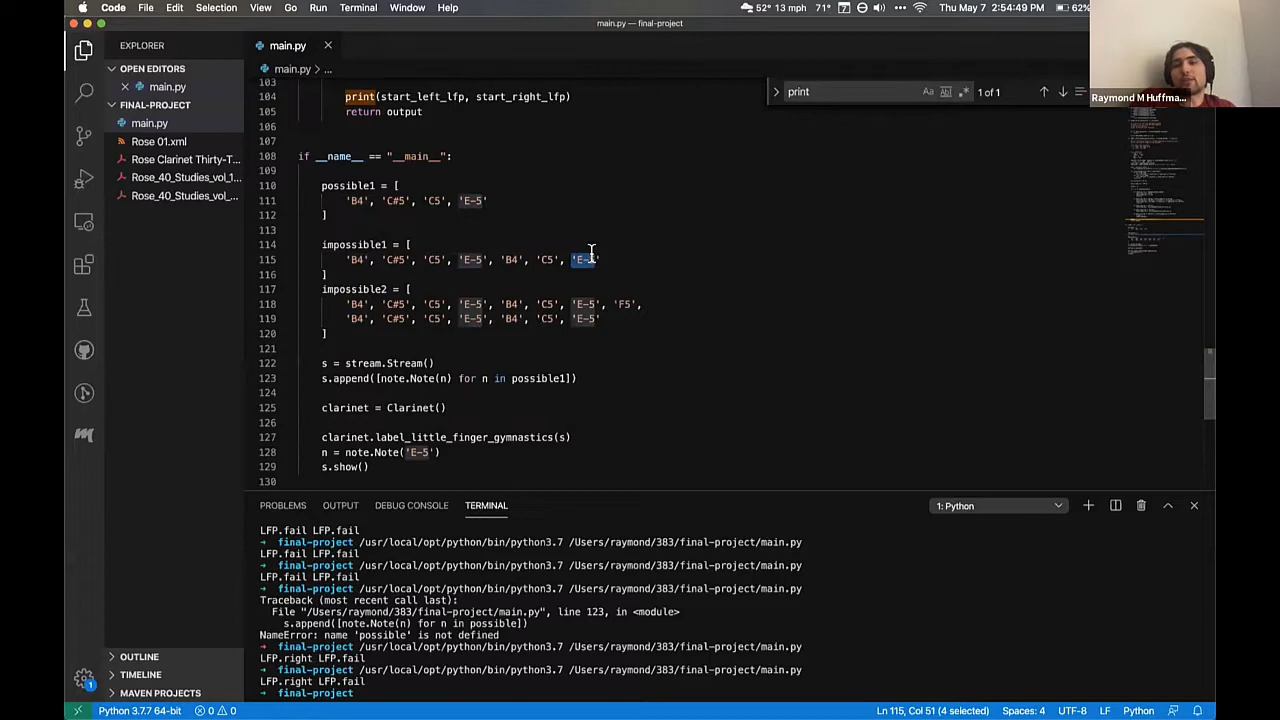 Code File Edit Selection View Go Run Terminal Window Help
52° 13 mph 71° Thu May 7 2:54:49 PM 62%
main.py — final-project
EXPLORER
main.py
OPEN EDITORS
main.py > ...
main.py
FINAL-PROJECT
main.py
Rose 01.xml
Rose Clarinet Thirty-T...
Rose_40_Studies_vol_1...
Rose_40_Studies_vol_...
print Aa 1 of 1
Raymond M Huffma...
103
104 print(start_left_lfp, start_right_lfp)
105 return output
106
107
108 if __name__ == "__main__":
109
110 possible1 = [
111 'B4', 'C#5', 'C5', 'E-5'
112 ]
113
114 impossible1 = [
115 'B4', 'C#5', 'C5', 'E-5', 'B4', 'C5', 'E-5'
116 ]
117 impossible2 = [
118 'B4', 'C#5', 'C5', 'E-5', 'B4', 'C5', 'E-5', 'F5',
119 'B4', 'C#5', 'C5', 'E-5', 'B4', 'C5', 'E-5'
120 ]
121
122 s = stream.Stream()
123 s.append([note.Note(n) for n in possible1])
124
125 clarinet = Clarinet()
126
127 clarinet.label_little_finger_gymnastics(s)
128 n = note.Note('E-5')
129 s.show()
130
PROBLEMS OUTPUT DEBUG CONSOLE TERMINAL 1: Python
LFP.fail LFP.fail
→ final-project /usr/local/opt/python/bin/python3.7 /Users/raymond/383/final-project/main.py
LFP.fail LFP.fail
→ final-project /usr/local/opt/python/bin/python3.7 /Users/raymond/383/final-project/main.py
LFP.fail LFP.fail
→ final-project /usr/local/opt/python/bin/python3.7 /Users/raymond/383/final-project/main.py
Traceback (most recent call last):
File "/Users/raymond/383/final-project/main.py", line 123, in <module>
s.append([note.Note(n) for n in possible])
NameError: name 'possible' is not defined
→ final-project /usr/local/opt/python/bin/python3.7 /Users/raymond/383/final-project/main.py
LFP.right LFP.fail
→ final-project /usr/local/opt/python/bin/python3.7 /Users/raymond/383/final-project/main.py
LFP.right LFP.fail
→ final-project
OUTLINE
TIMELINE
MAVEN PROJECTS
1
Python 3.7.7 64-bit 0 0 Ln 115, Col 51 (4 selected) Spaces: 4 UTF-8 LF Python